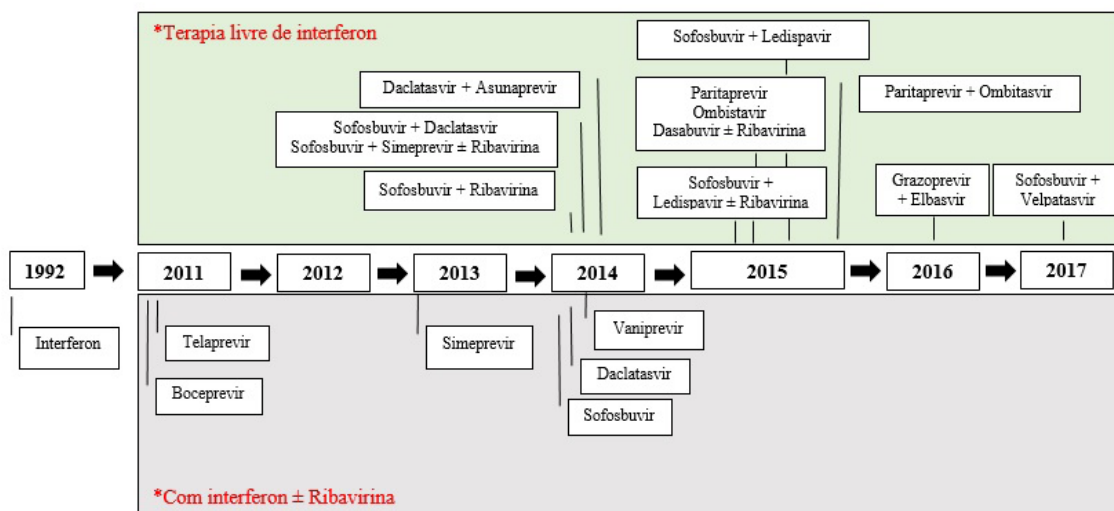 *Terapia livre de interferon
Sofosbuvir + Ledispavir
Daclatasvir + Asunaprevir
Paritaprevir
Ombistavir
Dasabuvir ± Ribavirina
Paritaprevir + Ombitasvir
Sofosbuvir + Daclatasvir
Sofosbuvir + Simeprevir ± Ribavirina
Sofosbuvir + Ribavirina
Sofosbuvir +
Ledispavir ± Ribavirina
Grazoprevir
+ Elbasvir
Sofosbuvir +
Velpatasvir
1992
2011
2012
2013
2014
2015
2016
2017
Interferon
Telaprevir
Boceprevir
Simeprevir
Vaniprevir
Daclatasvir
Sofosbuvir
*Com interferon ± Ribavirina